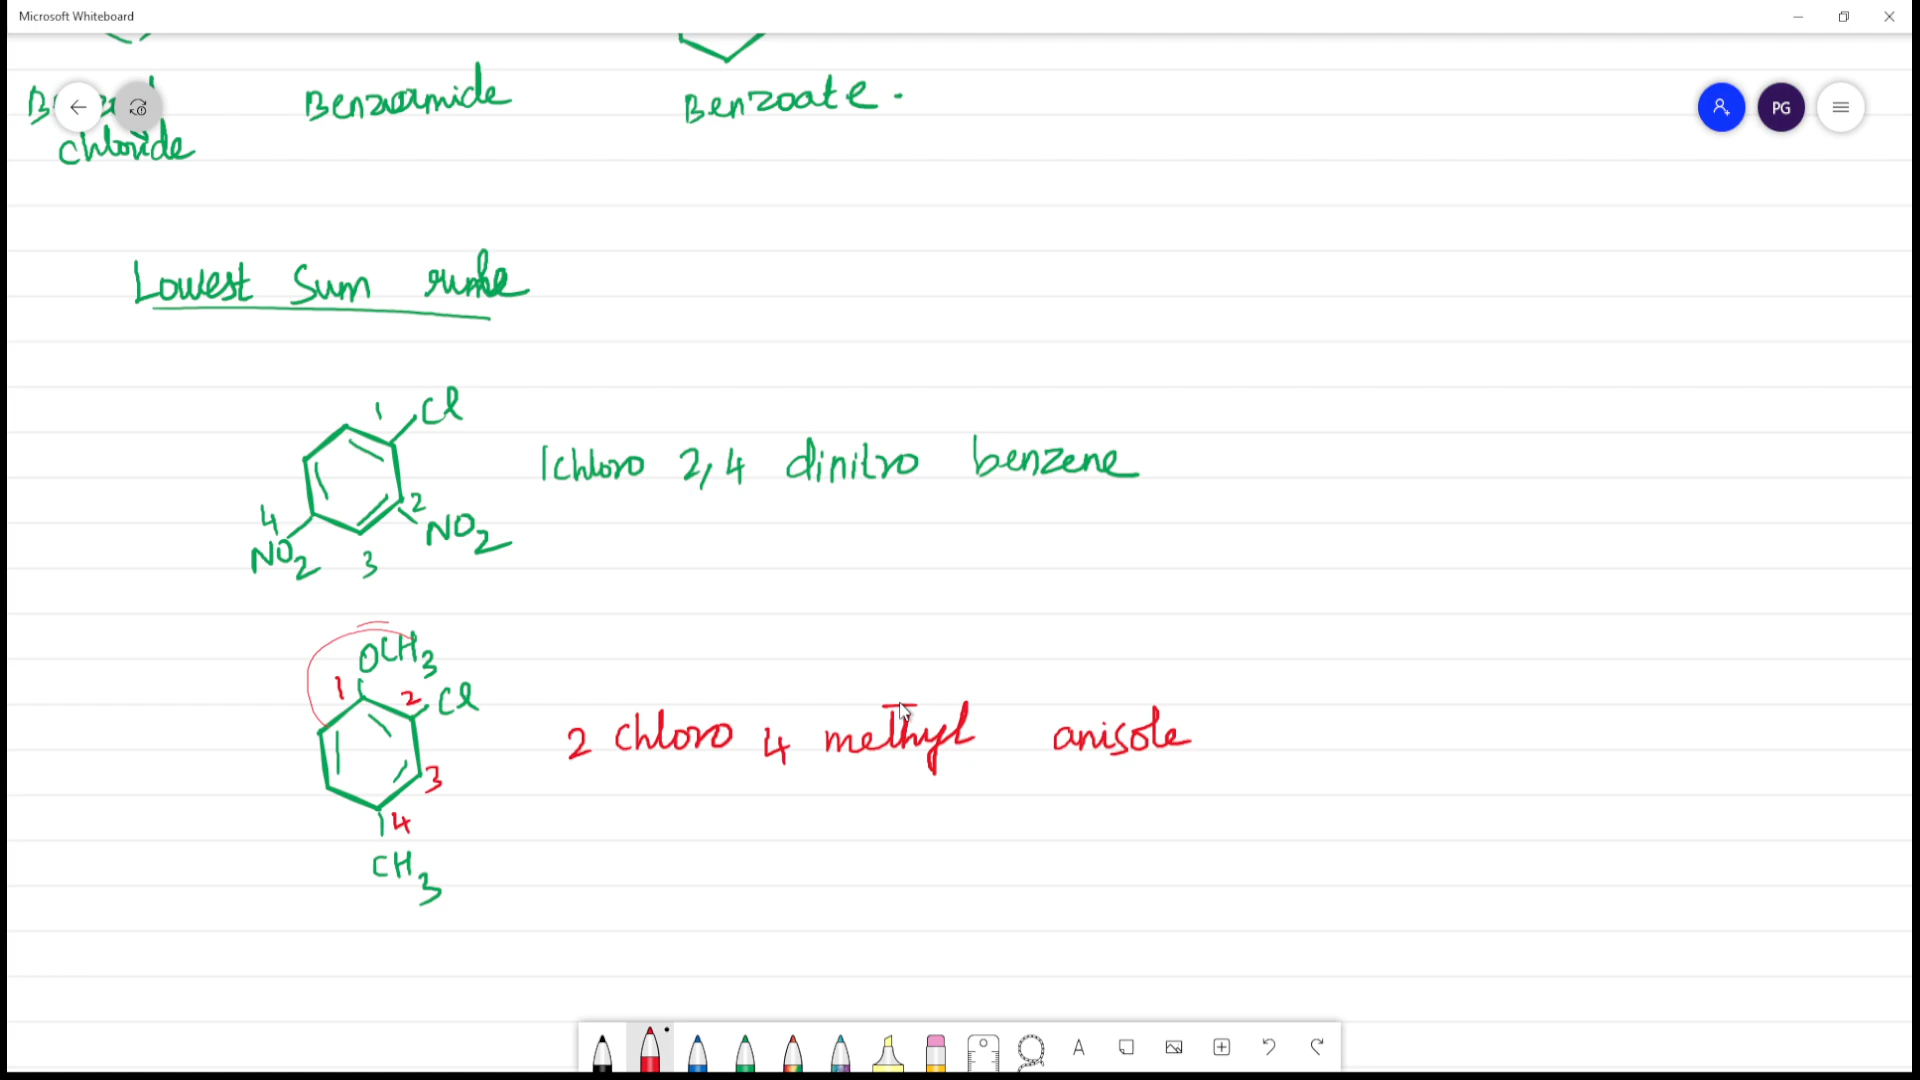 Microsoft Whiteboard
Benzamide
Benzoate.
chloride
PG
Lowest Sum
1 Cl
1chloro 2,4 dinitro benzene
4
2
NO2
NO2
3
OCH3
1
2 Cl
2 chloro 4 methyl anisole
3
4
CH3
A